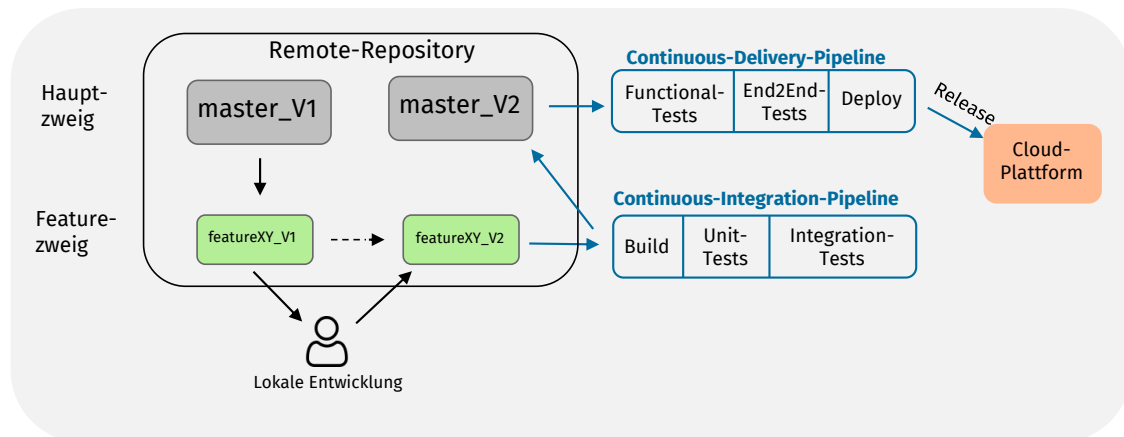 Remote-Repository
Haupt-
zweig
master_V1
master_V2
Continuous-Delivery-Pipeline
Functional-
Tests
End2End-
Tests
Deploy
Release
Cloud-
Plattform
Feature-
zweig
featureXY_V1
featureXY_V2
Continuous-Integration-Pipeline
Build
Unit-
Tests
Integration-
Tests
Lokale Entwicklung